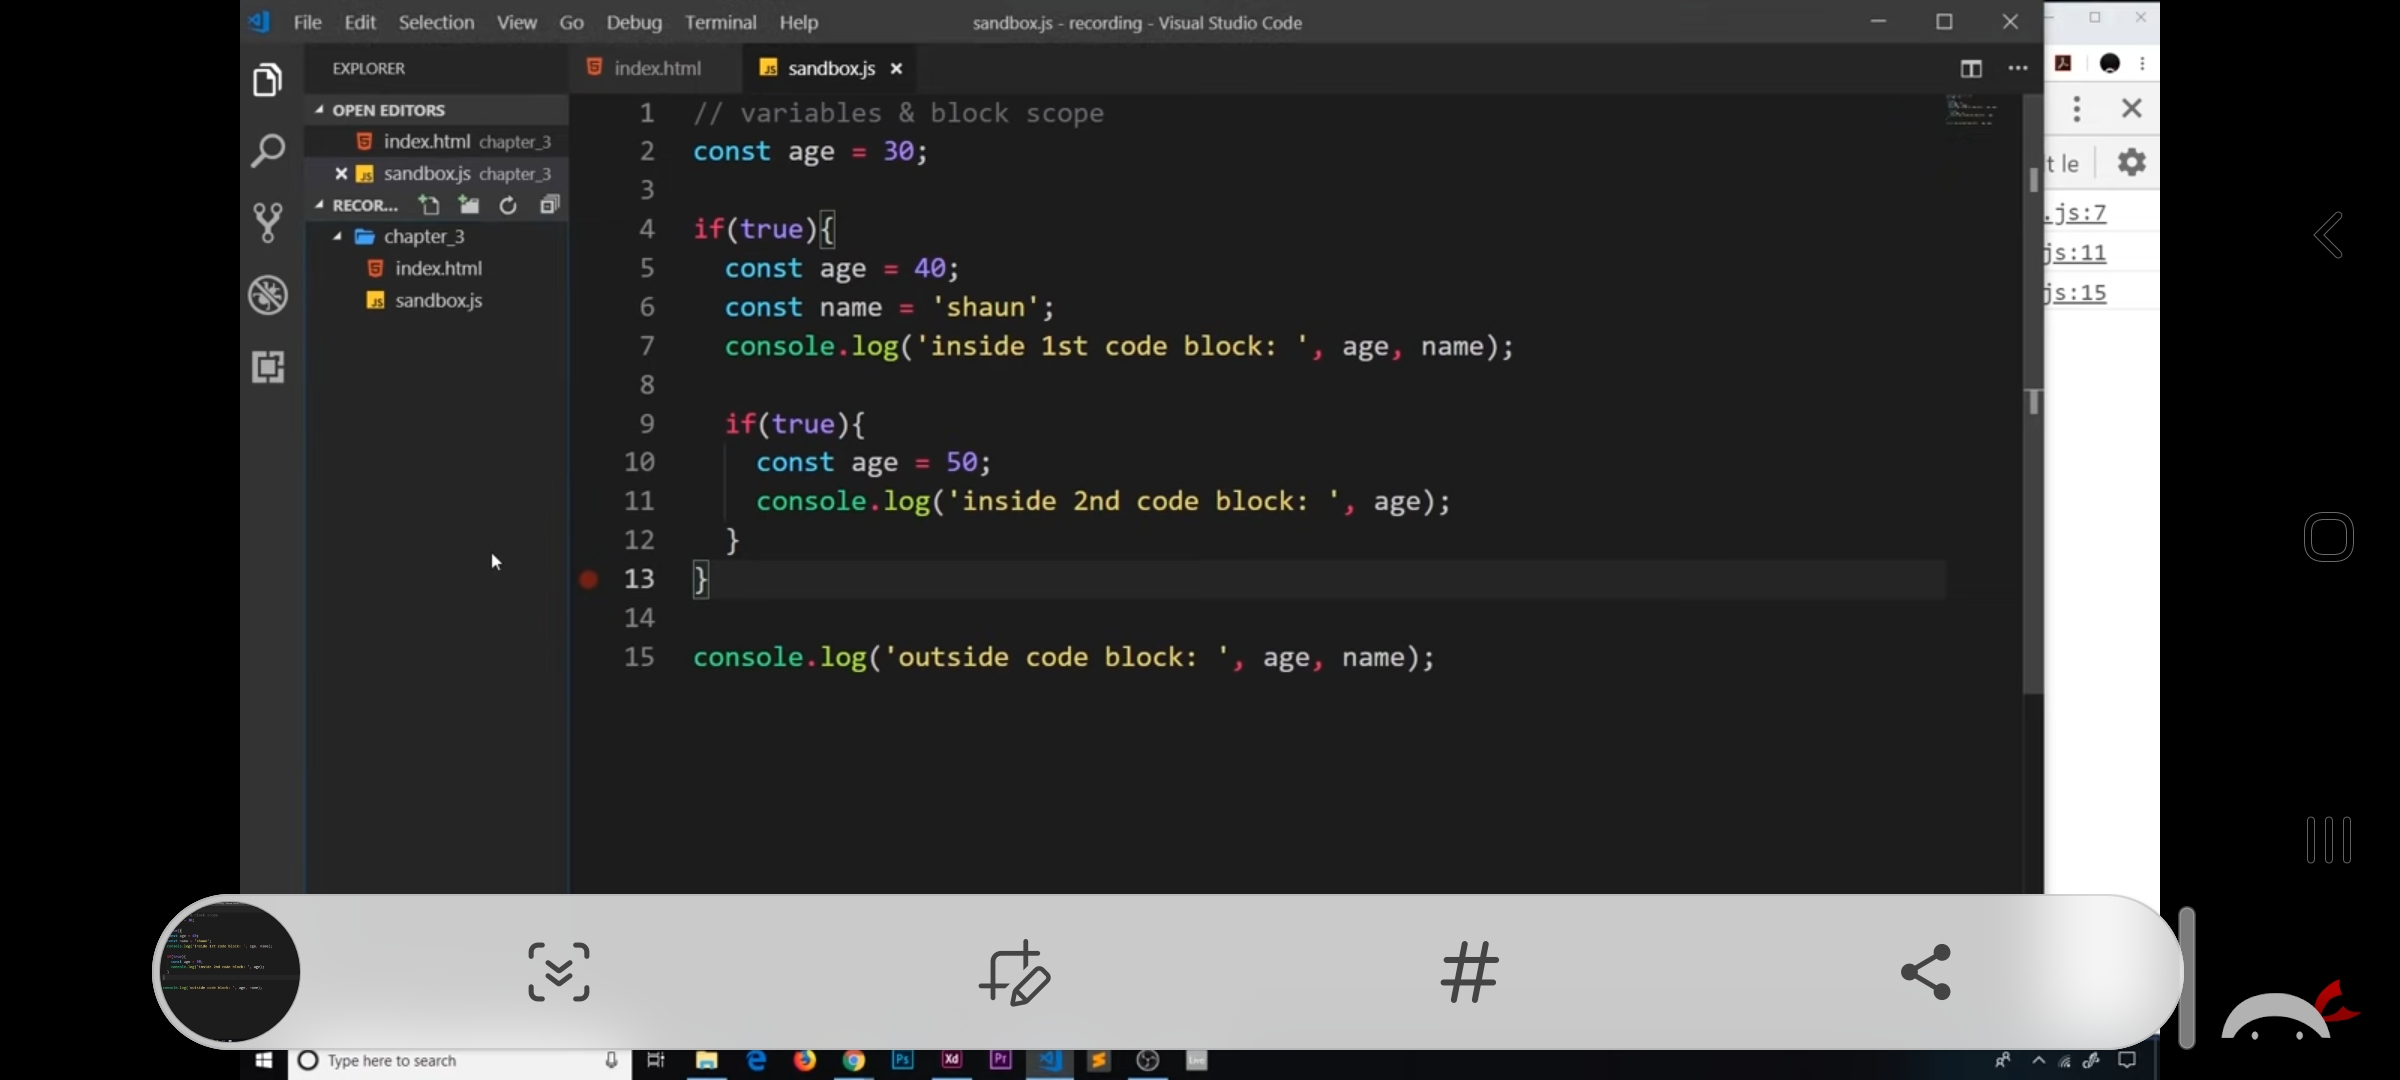 File Edit Selection View Go Debug Terminal Help
sandbox.js - recording - Visual Studio Code
EXPLORER
index.html
sandbox.js
OPEN EDITORS
index.html chapter_3
sandbox.js chapter_3
RECOR...
chapter_3
index.html
sandbox.js
1 // variables & block scope
2 const age = 30;
3
4 if(true){
5 const age = 40;
6 const name = 'shaun';
7 console.log('inside 1st code block: ', age, name);
8
9 if(true){
10 const age = 50;
11 console.log('inside 2nd code block: ', age);
12 }
13 }
14
15 console.log('outside code block: ', age, name);
t le
.js:7
js:11
js:15
Type here to search
Ps
Xd
Pr